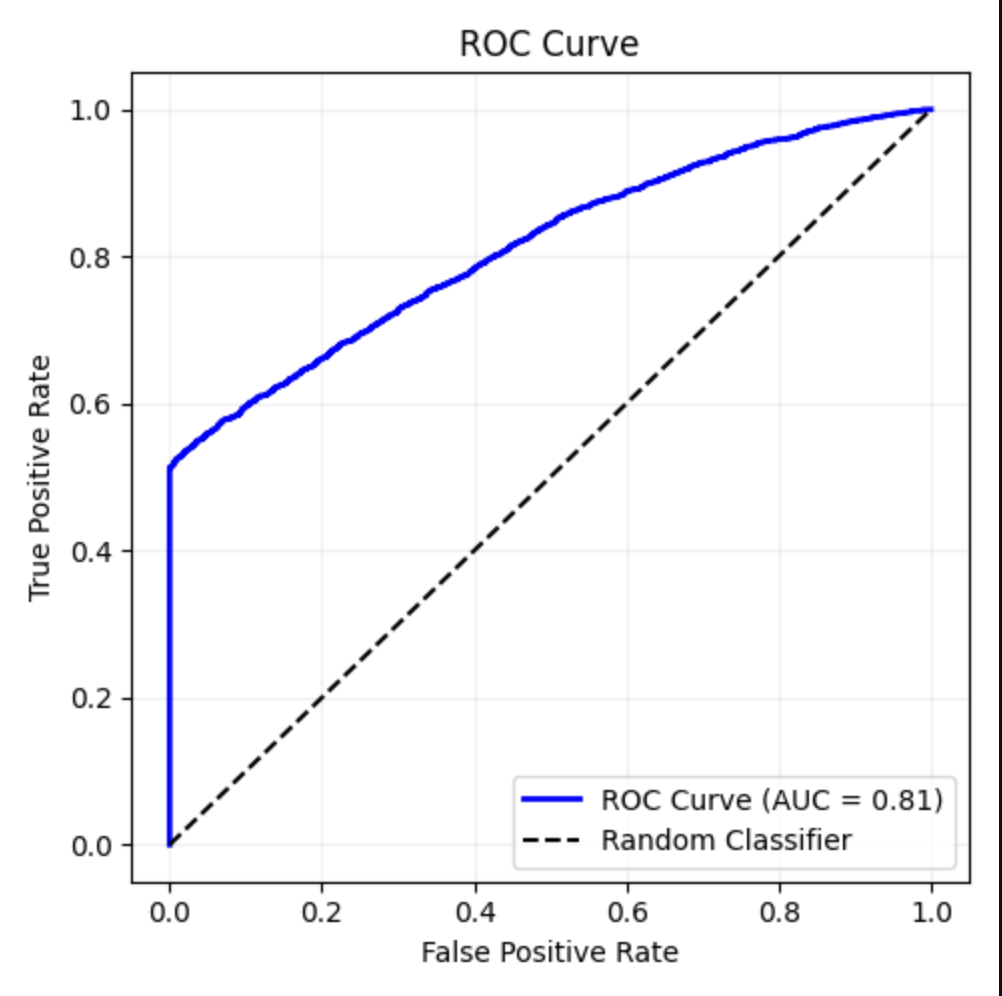 ROC Curve
1.0
0.8
0.6
0.4
0.2
0.0
True Positive Rate
0.0 0.2 0.4 0.6 0.8 1.0
False Positive Rate
ROC Curve (AUC = 0.81)
Random Classifier